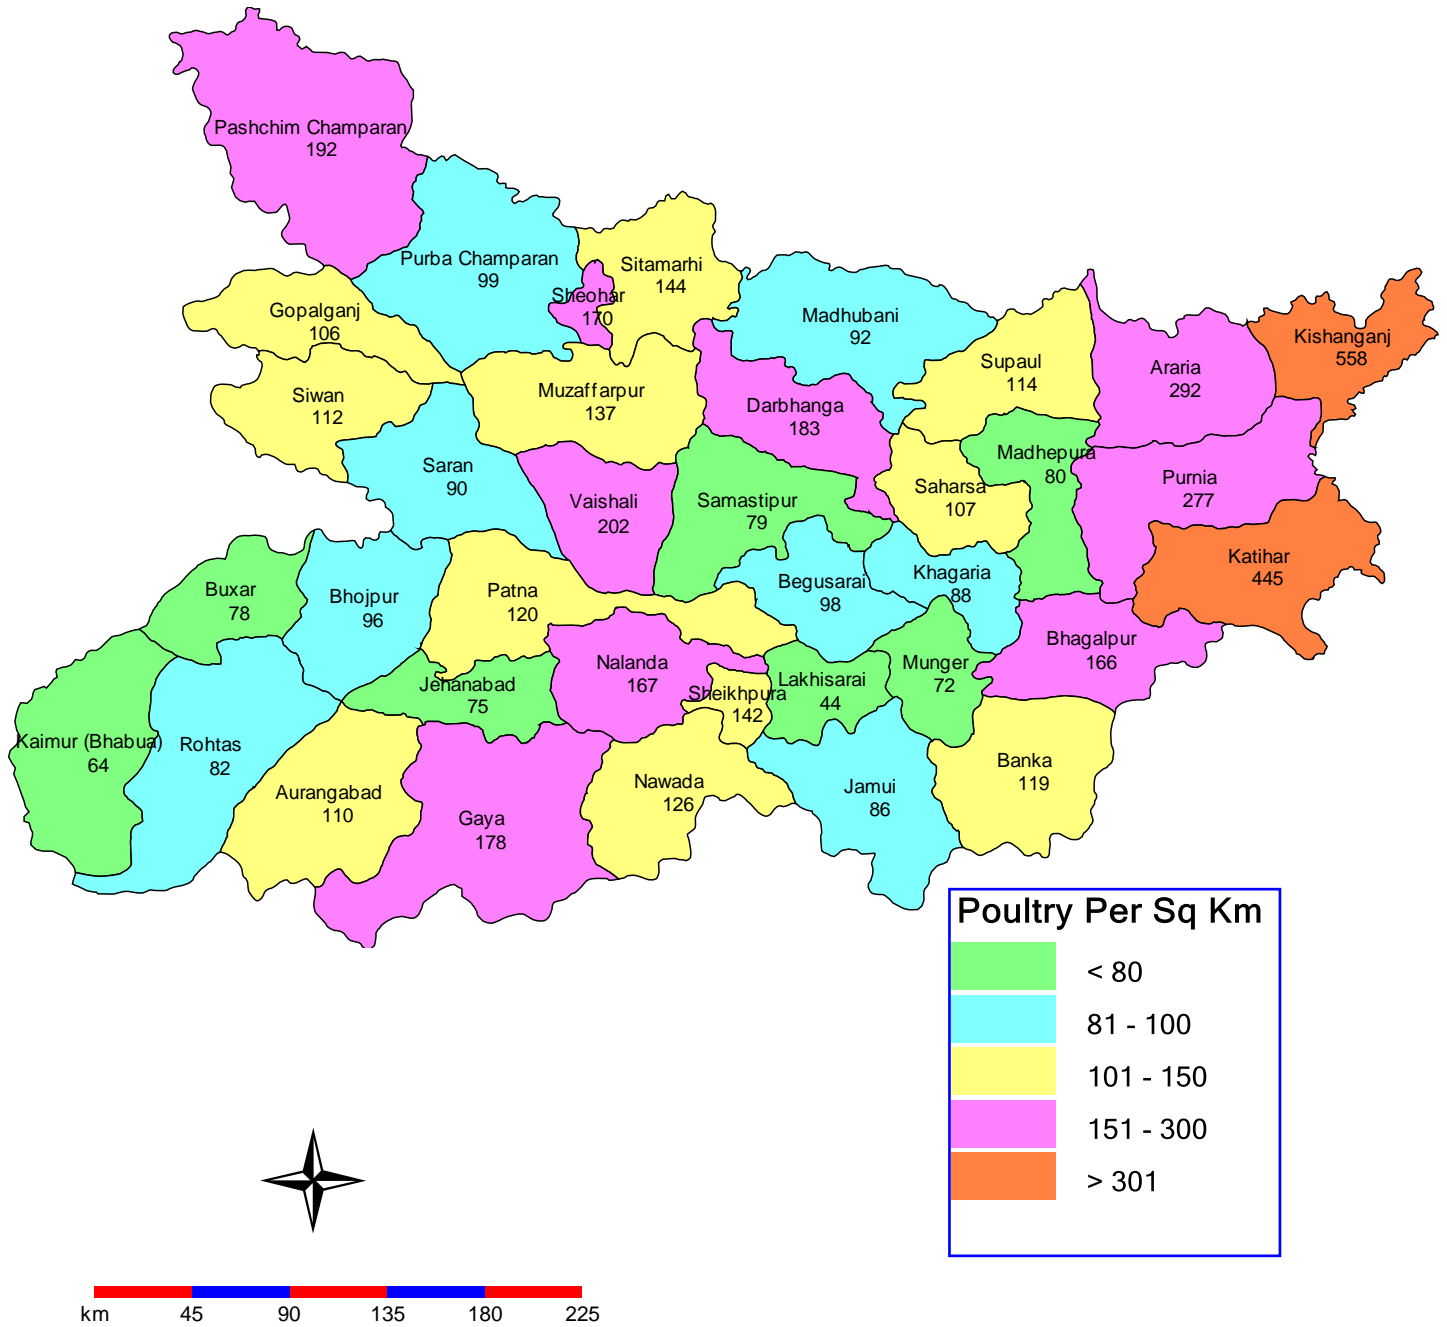 Pashchim Champaran
192
Purba Champaran
99
Sitamarhi
144
Sheohar
170
Gopalganj
106
Madhubani
92
Kishanganj
558
Supaul
114
Araria
292
Siwan
112
Muzaffarpur
137
Darbhanga
183
Madhepura
80
Saran
90
Purnia
277
Saharsa
107
Vaishali
202
Samastipur
79
Katihar
445
Khagaria
88
Begusarai
98
Buxar
78
Bhojpur
96
Patna
120
Bhagalpur
166
Nalanda
167
Munger
72
Jehanabad
75
Lakhisarai
44
Sheikhpura
142
Kaimur (Bhabua)
64
Rohtas
82
Banka
119
Nawada
126
Jamui
86
Aurangabad
110
Gaya
178
Poultry Per Sq Km
< 80
81 - 100
101 - 150
151 - 300
> 301
km 45 90 135 180 225